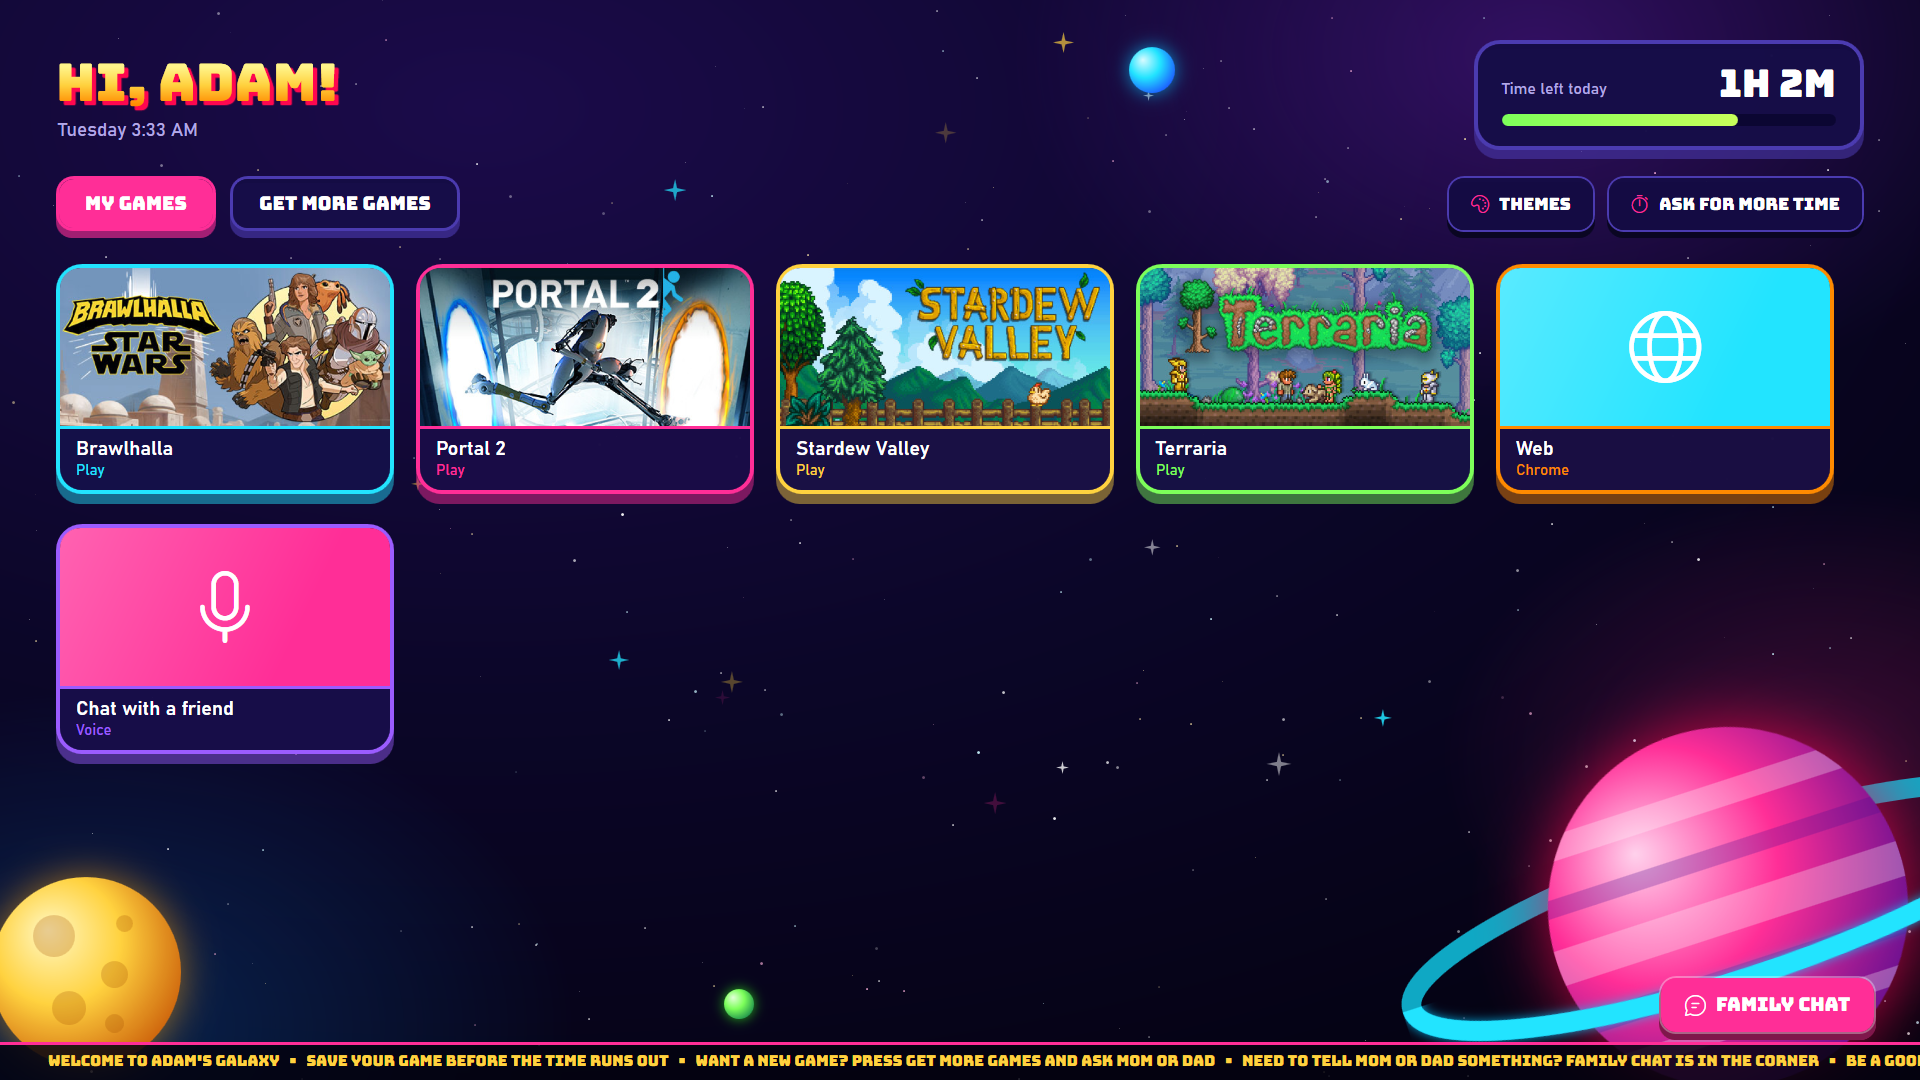 HI, ADAM!
Tuesday 3:33 AM
Time left today
1H 2M
MY GAMES
GET MORE GAMES
THEMES
ASK FOR MORE TIME
BRAWLHALLA
STAR
WARS
Brawlhalla
Play
PORTAL 2
Portal 2
Play
STARDEW
VALLEY
Stardew Valley
Play
Terraria
Terraria
Play
Web
Chrome
Chat with a friend
Voice
FAMILY CHAT
WELCOME TO ADAM'S GALAXY ▪ SAVE YOUR GAME BEFORE THE TIME RUNS OUT ▪ WANT A NEW GAME? PRESS GET MORE GAMES AND ASK MOM OR DAD ▪ NEED TO TELL MOM OR DAD SOMETHING? FAMILY CHAT IS IN THE CORNER ▪ BE A